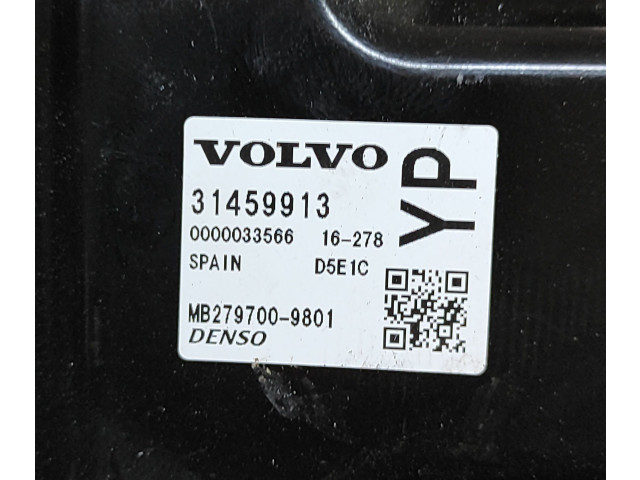 VOLVO
31459913
0000033566 16-278
SPAIN D5E1C
MB279700-9801
DENSO
YP